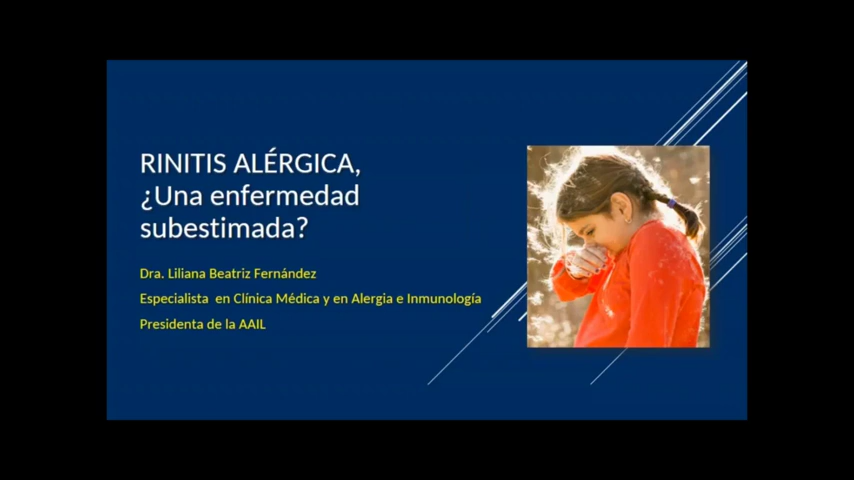 RINITIS ALÉRGICA,
¿Una enfermedad
subestimada?
Dra. Liliana Beatriz Fernández
Especialista en Clínica Médica y en Alergia e Inmunología
Presidenta de la AAIL